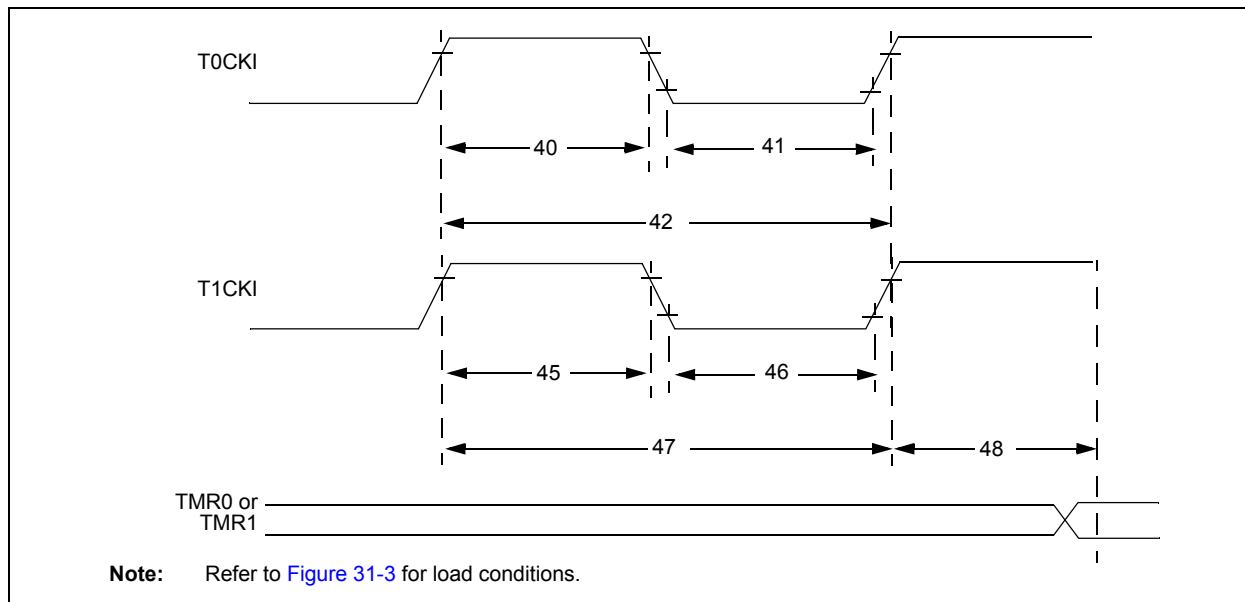 T0CKI
40
41
42
T1CKI
45
46
47
48
TMR0 or
TMR1
Note: Refer to Figure 31-3 for load conditions.